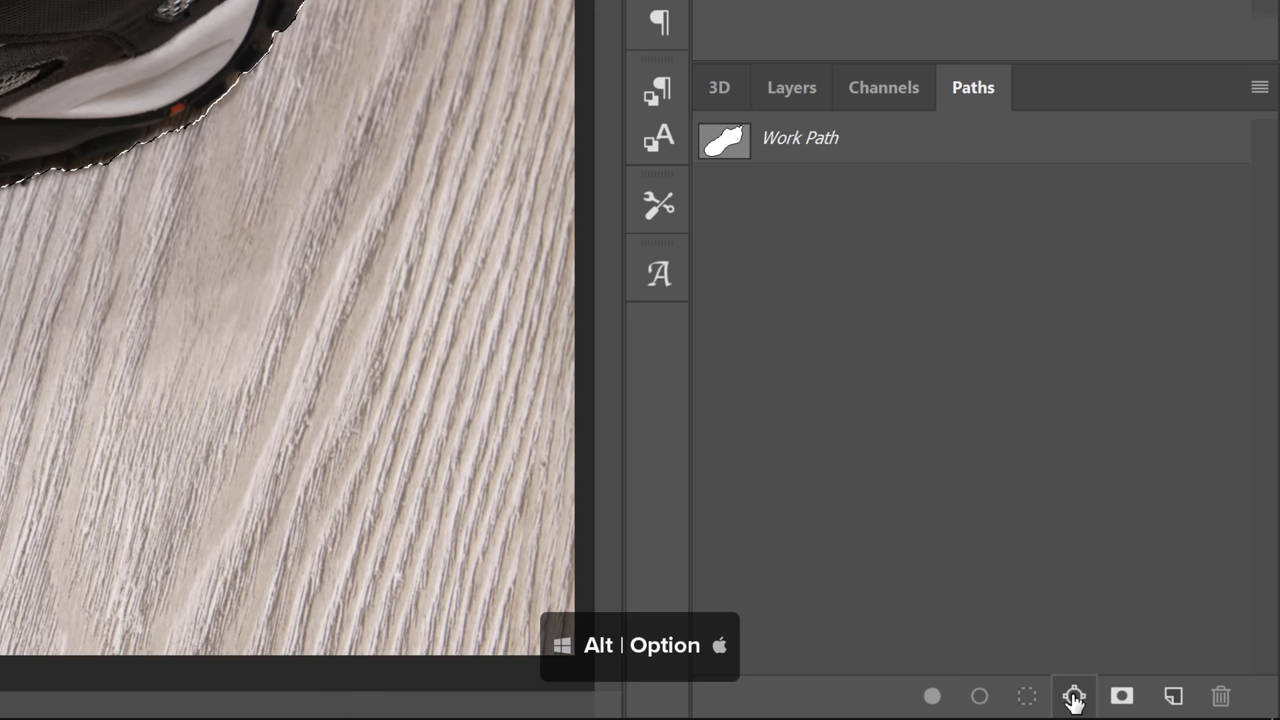 3D
Layers
Channels
Paths
Work Path
Alt | Option